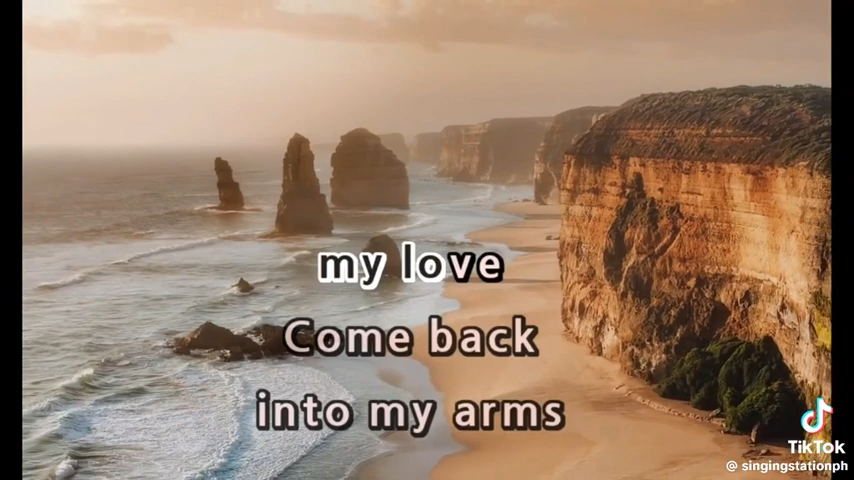 my love
Come back
into my arms
TikTok
@ singingstationph